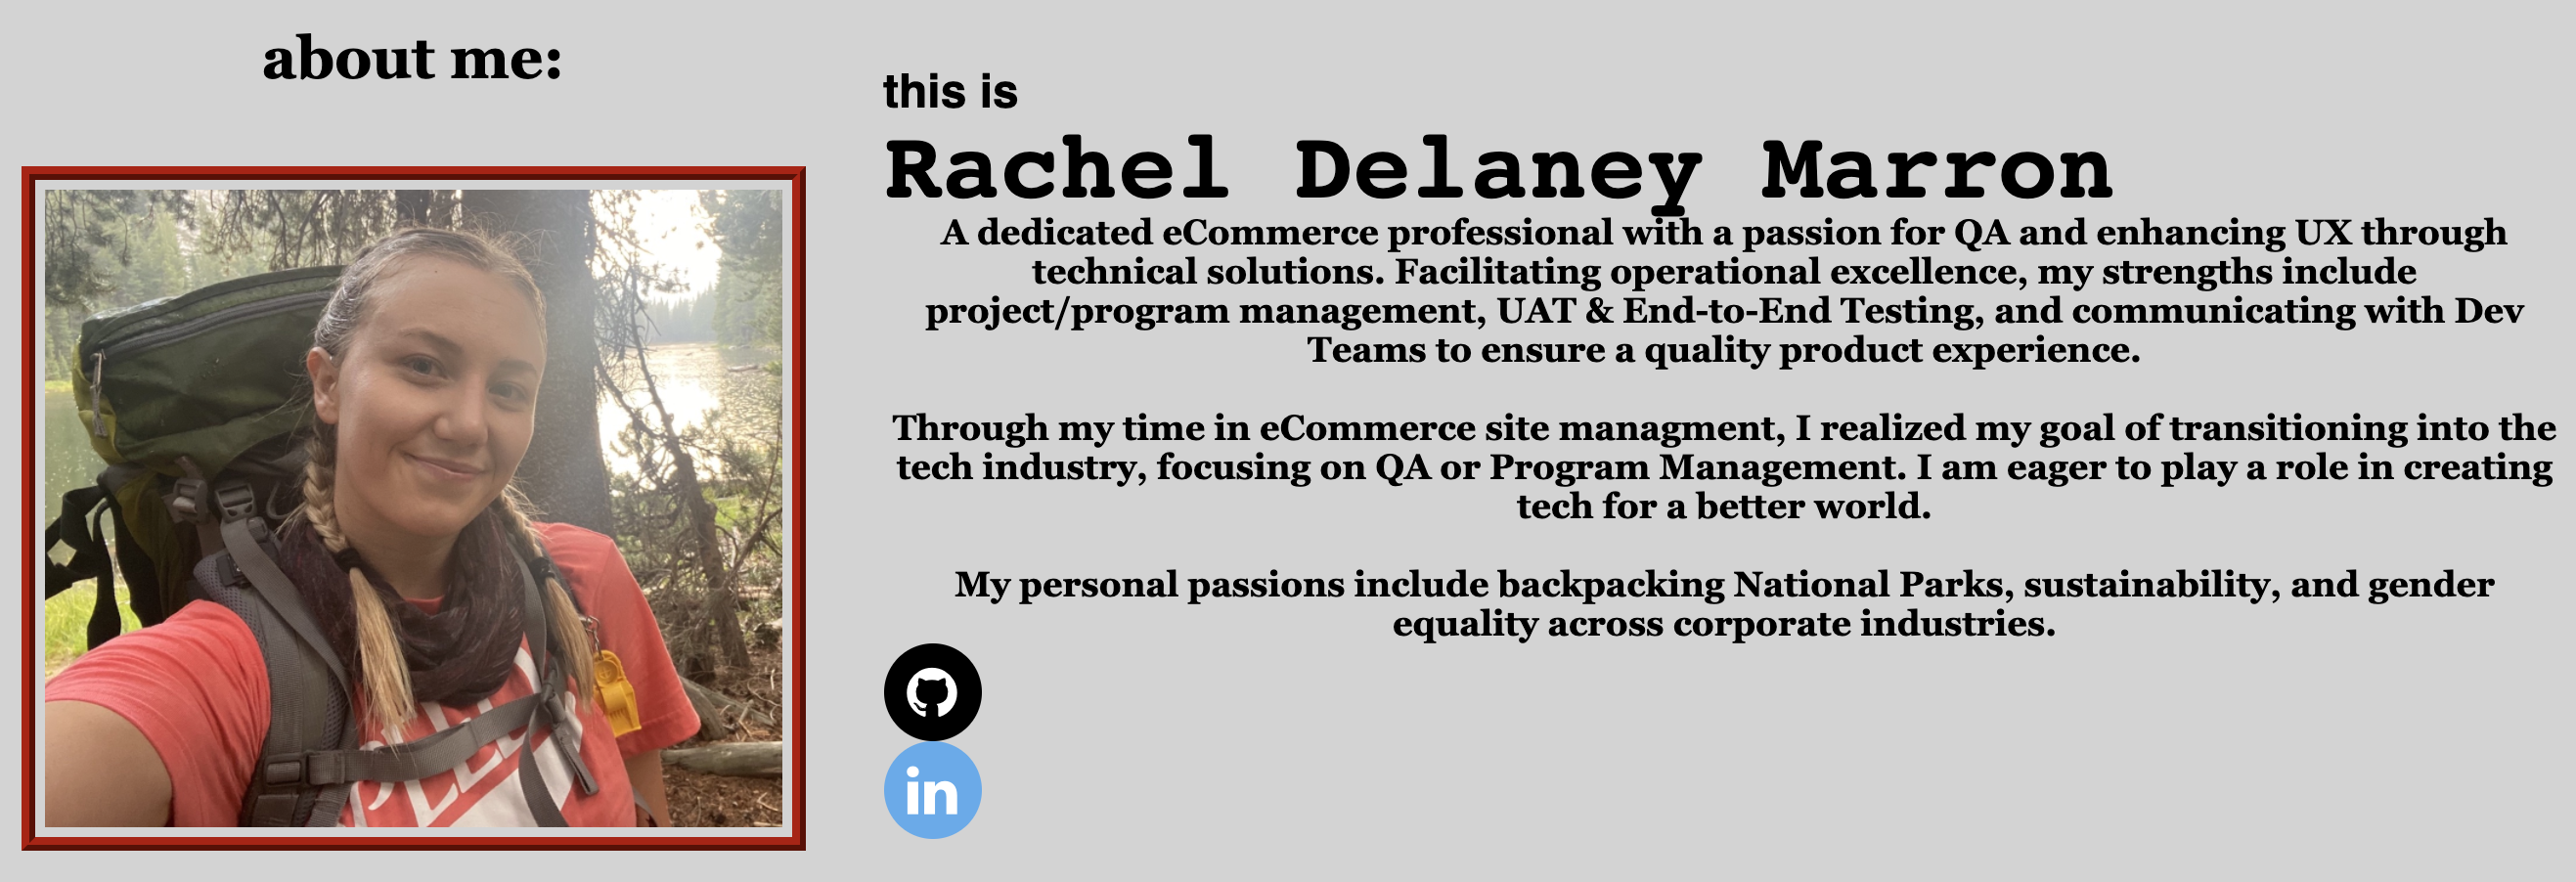 about me:
this is
Rachel Delaney Marron
A dedicated eCommerce professional with a passion for QA and enhancing UX through
technical solutions. Facilitating operational excellence, my strengths include
project/program management, UAT & End-to-End Testing, and communicating with Dev
Teams to ensure a quality product experience.
Through my time in eCommerce site managment, I realized my goal of transitioning into the
tech industry, focusing on QA or Program Management. I am eager to play a role in creating
tech for a better world.
My personal passions include backpacking National Parks, sustainability, and gender
equality across corporate industries.
in